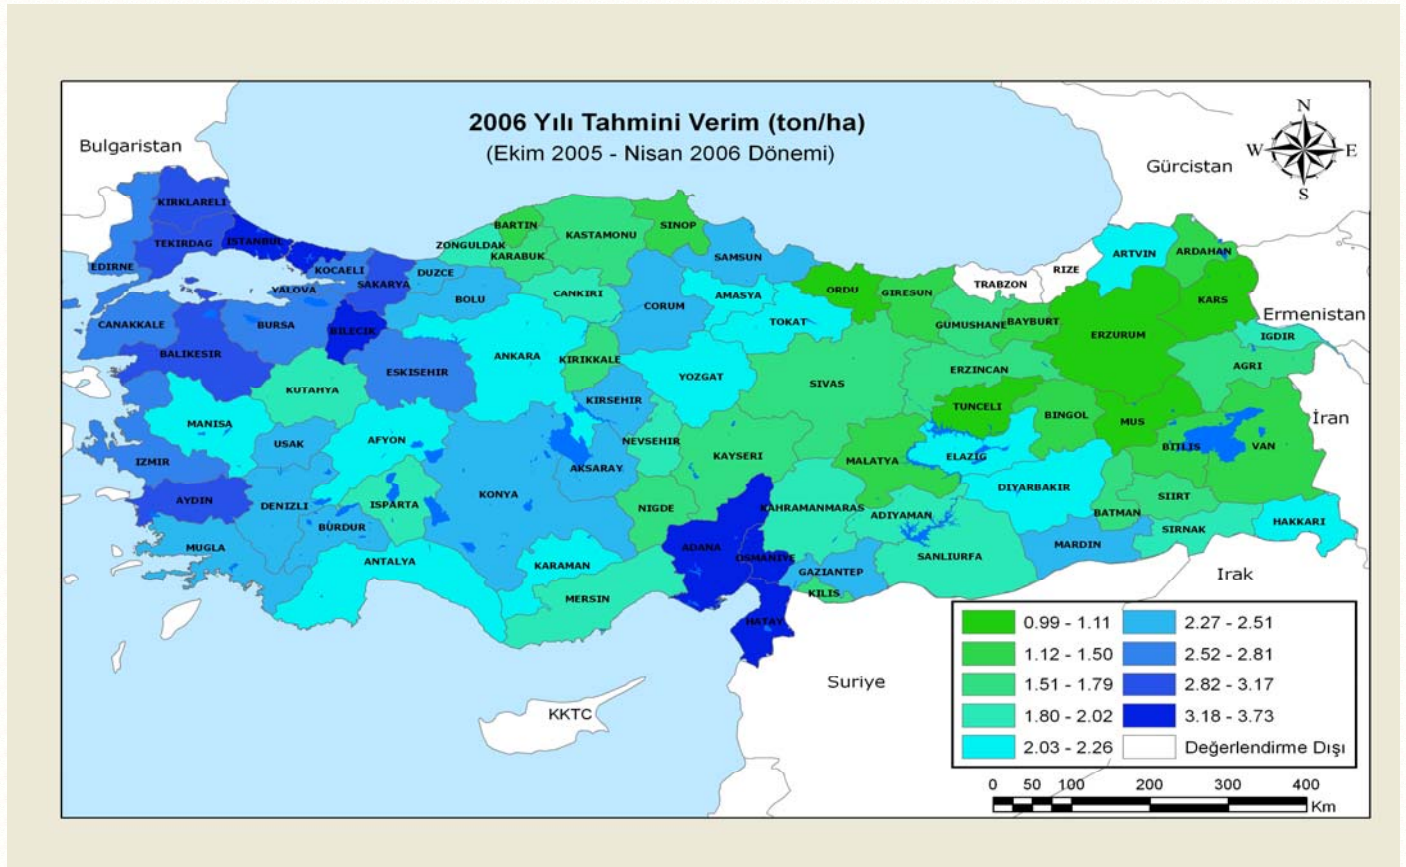 2006 Yılı Tahmini Verim (ton/ha)
(Ekim 2005 - Nisan 2006 Dönemi)
N
W E
S
Bulgaristan
Gürcistan
Ermenistan
İran
Irak
Suriye
KKTC
KIRKLARELI
TEKIRDAG
ISTANBUL
EDIRNE
KOCAELI
YALOVA
SAKARYA
DUZCE
BOLU
ZONGULDAK
BARTIN
KARABUK
KASTAMONU
SINOP
SAMSUN
CANKIRI
CORUM
AMASYA
TOKAT
ORDU
GIRESUN
TRABZON
RIZE
ARTVIN
ARDAHAN
KARS
GUMUSHANE
BAYBURT
ERZURUM
IGDIR
AGRI
CANAKKALE
BALIKESIR
BURSA
BILECIK
ESKISEHIR
KUTAHYA
ANKARA
KIRIKKALE
YOZGAT
SIVAS
ERZINCAN
TUNCELI
BINGOL
MUS
BITLIS
VAN
MANISA
IZMIR
USAK
AFYON
KIRSEHIR
NEVSEHIR
AKSARAY
KAYSERI
MALATYA
ELAZIG
DIYARBAKIR
SIIRT
BATMAN
SIRNAK
HAKKARI
AYDIN
DENIZLI
ISPARTA
BURDUR
MUGLA
ANTALYA
KONYA
KARAMAN
NIGDE
MERSIN
ADANA
OSMANIYE
HATAY
KAHRAMANMARAS
ADIYAMAN
GAZIANTEP
KILIS
SANLIURFA
MARDIN
0.99 - 1.11
1.12 - 1.50
1.51 - 1.79
1.80 - 2.02
2.03 - 2.26
2.27 - 2.51
2.52 - 2.81
2.82 - 3.17
3.18 - 3.73
Değerlendirme Dışı
0 50 100 200 300 400
Km